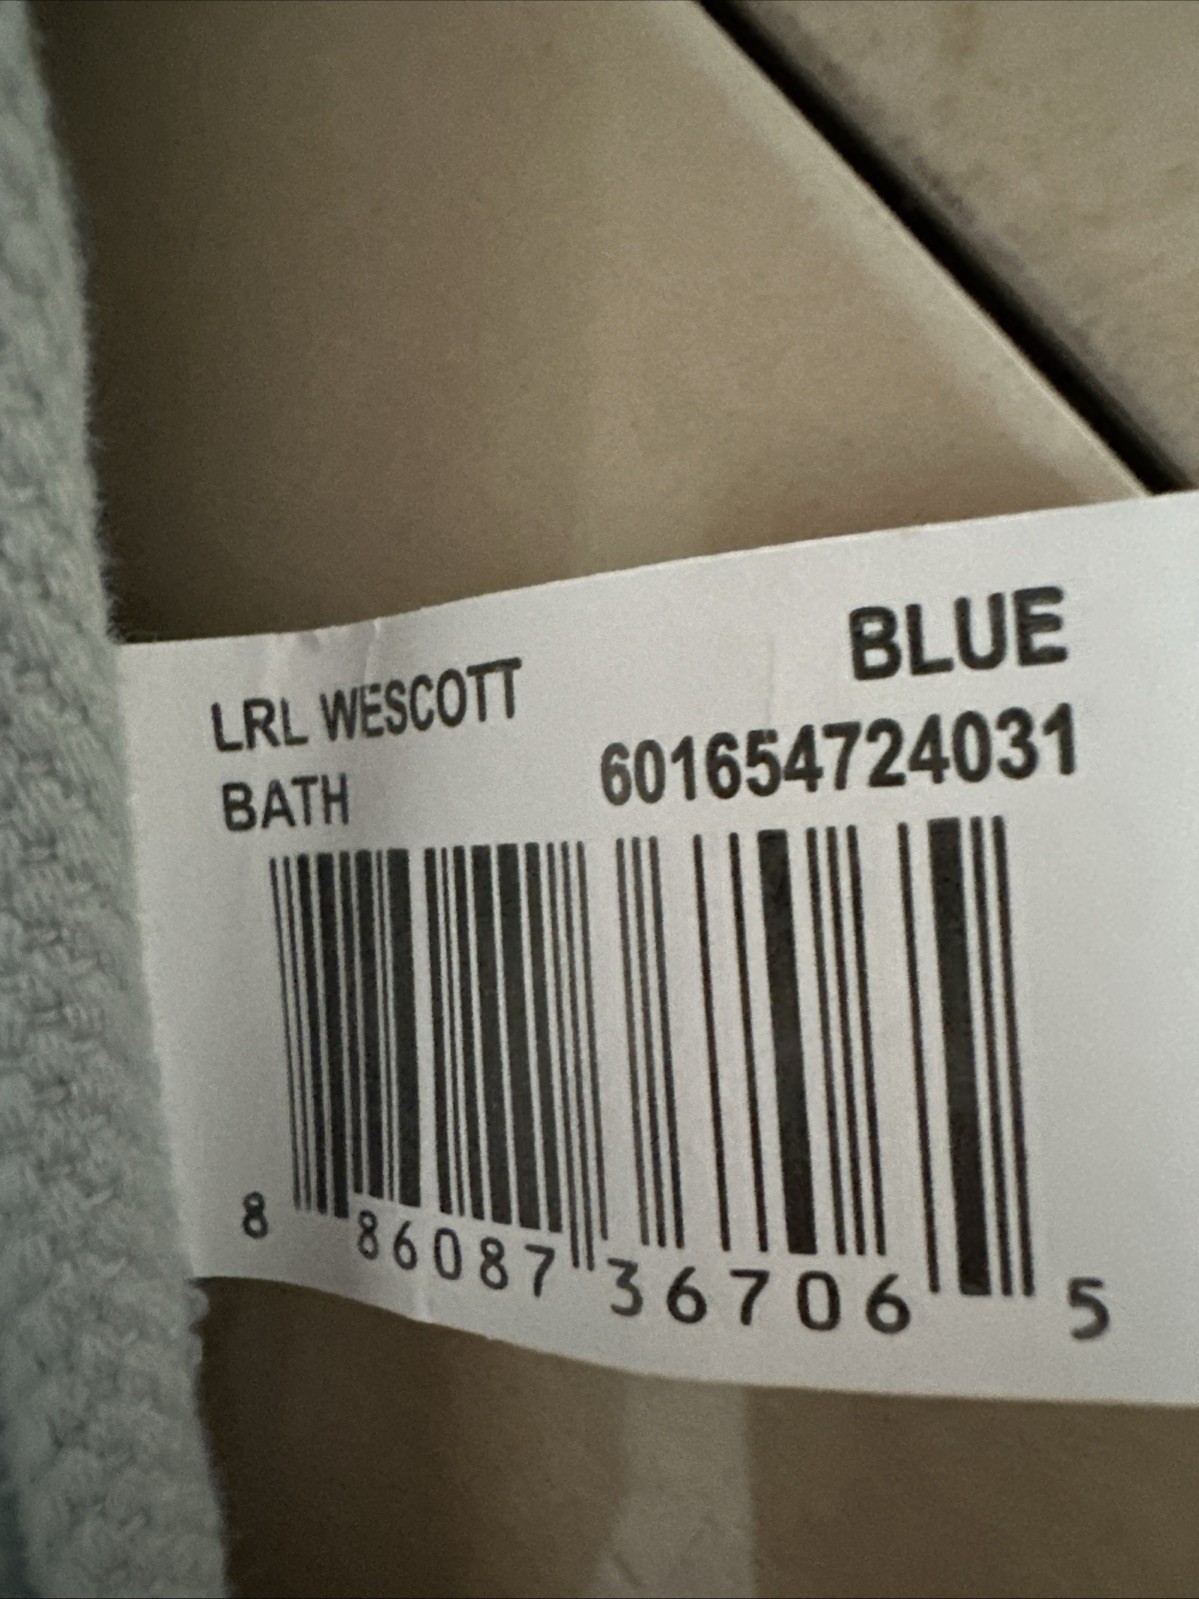 LRL WESCOTT
BATH
BLUE
601654724031
8 86087 36706 5